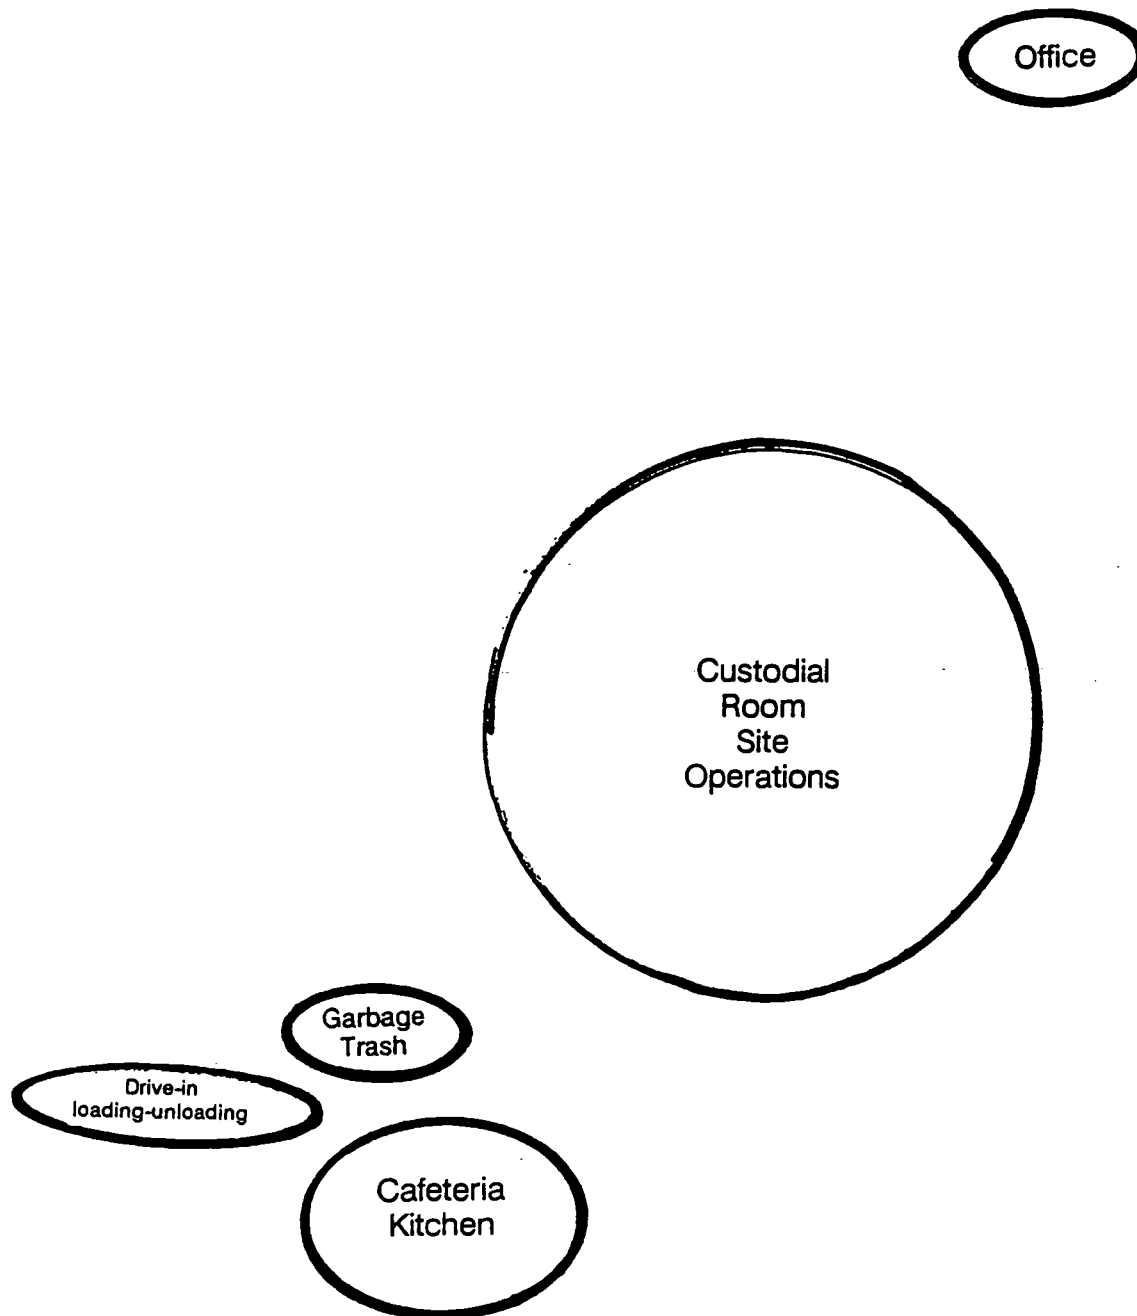 Office
Custodial
Room
Site
Operations
Garbage
Trash
Drive-in
loading-unloading
Cafeteria
Kitchen